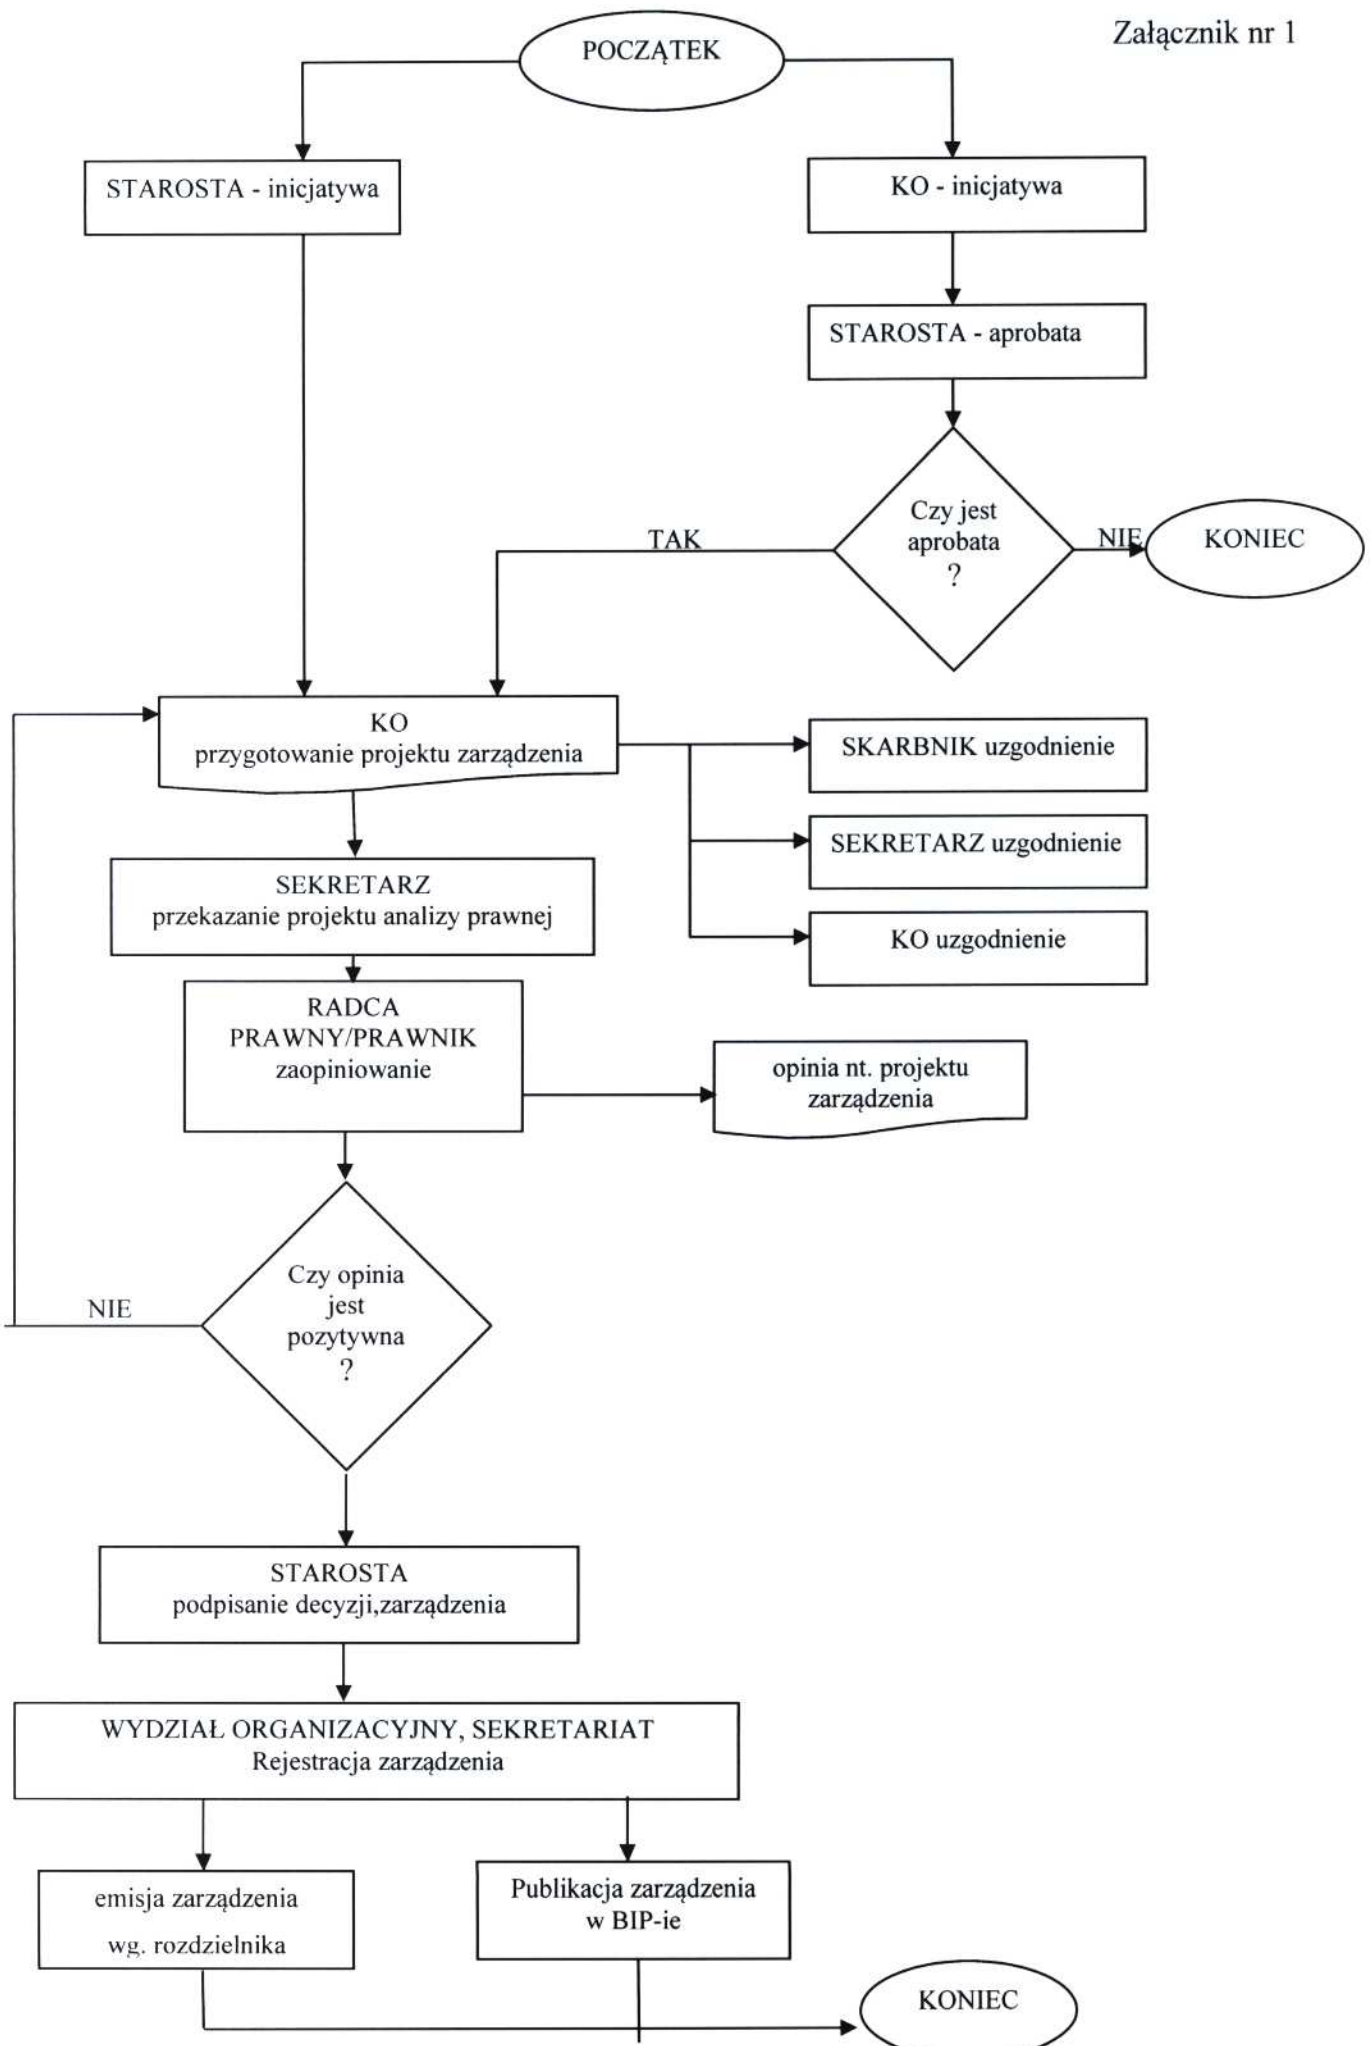 Załącznik nr 1
POCZĄTEK
STAROSTA - inicjatywa
KO - inicjatywa
STAROSTA - aprobata
Czy jest
aprobata
?
TAK
NIE
KONIEC
KO
przygotowanie projektu zarządzenia
SKARBNIK uzgodnienie
SEKRETARZ uzgodnienie
KO uzgodnienie
SEKRETARZ
przekazanie projektu analizy prawnej
RADCA
PRAWNY/PRAWNIK
zaopiniowanie
opinia nt. projektu
zarządzenia
Czy opinia
jest
pozytywna
?
NIE
STAROSTA
podpisanie decyzji,zarządzenia
WYDZIAŁ ORGANIZACYJNY, SEKRETARIAT
Rejestracja zarządzenia
emisja zarządzenia
wg. rozdzielnika
Publikacja zarządzenia
w BIP-ie
KONIEC